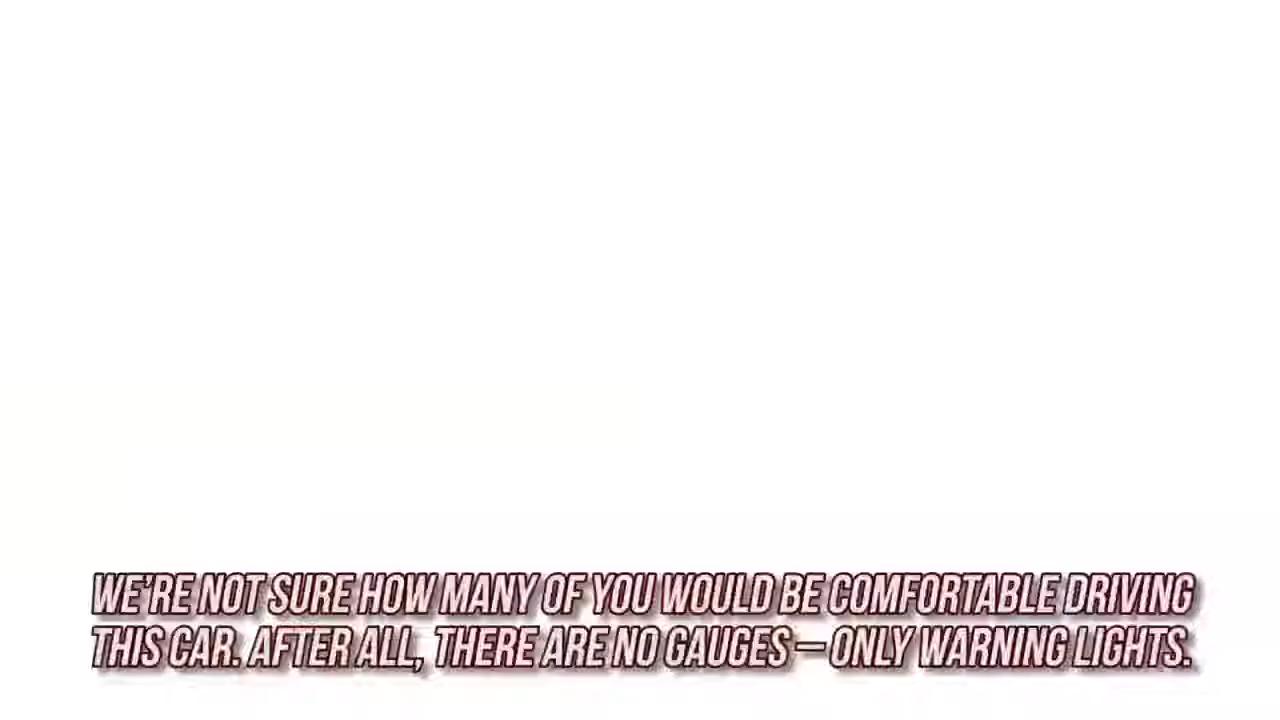 WE'RE NOT SURE HOW MANY OF YOU WOULD BE COMFORTABLE DRIVING
THIS CAR. AFTER ALL, THERE ARE NO GAUGES – ONLY WARNING LIGHTS.